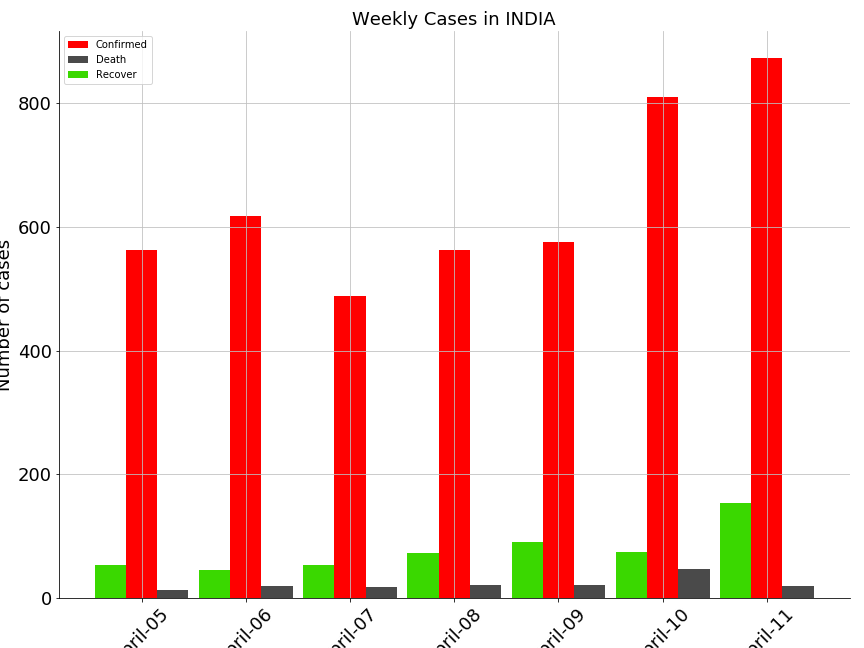 Weekly Cases in INDIA
Confirmed
Death
Recover
Number of cases
800
600
400
200
0
pril-05
pril-06
pril-07
pril-08
pril-09
pril-10
pril-11